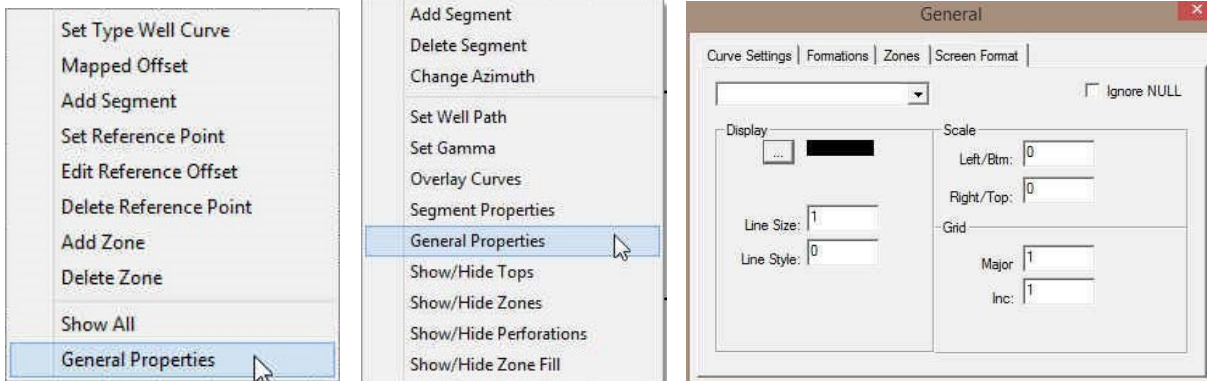 Set Type Well Curve
Mapped Offset
Add Segment
Set Reference Point
Edit Reference Offset
Delete Reference Point
Add Zone
Delete Zone
Show All
General Properties
Add Segment
Delete Segment
Change Azimuth
Set Well Path
Set Gamma
Overlay Curves
Segment Properties
General Properties
Show/Hide Tops
Show/Hide Zones
Show/Hide Perforations
Show/Hide Zone Fill
General
Curve Settings Formations Zones Screen Format
Ignore NULL
Display
...
Line Size: 1
Line Style: 0
Scale
Left/Btm: 0
Right/Top: 0
Grid
Major 1
Inc: 1